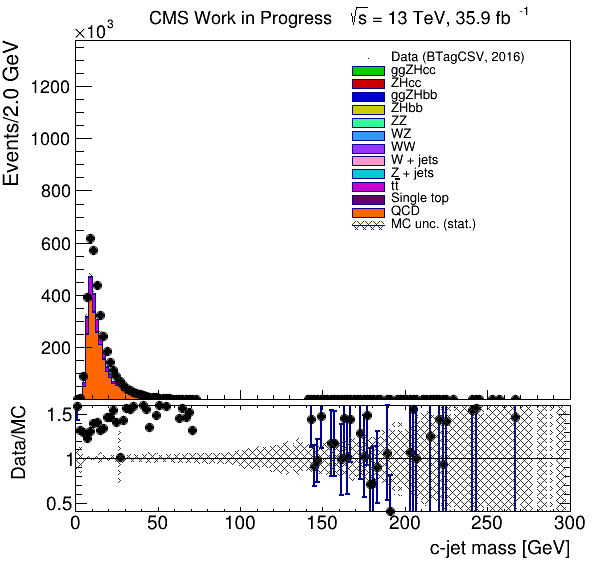 CMS Work in Progress √s = 13 TeV, 35.9 fb -1
×10³
Events/2.0 GeV
1200
1000
800
600
400
200
Data (BTagCSV, 2016)
ggZHcc
ZHcc
ggZHbb
ZHbb
ZZ
WZ
WW
W + jets
Z + jets
tt̄
Single top
QCD
MC unc. (stat.)
Data/MC
1.5
1
0.5
0 50 100 150 200 250 300
c-jet mass [GeV]